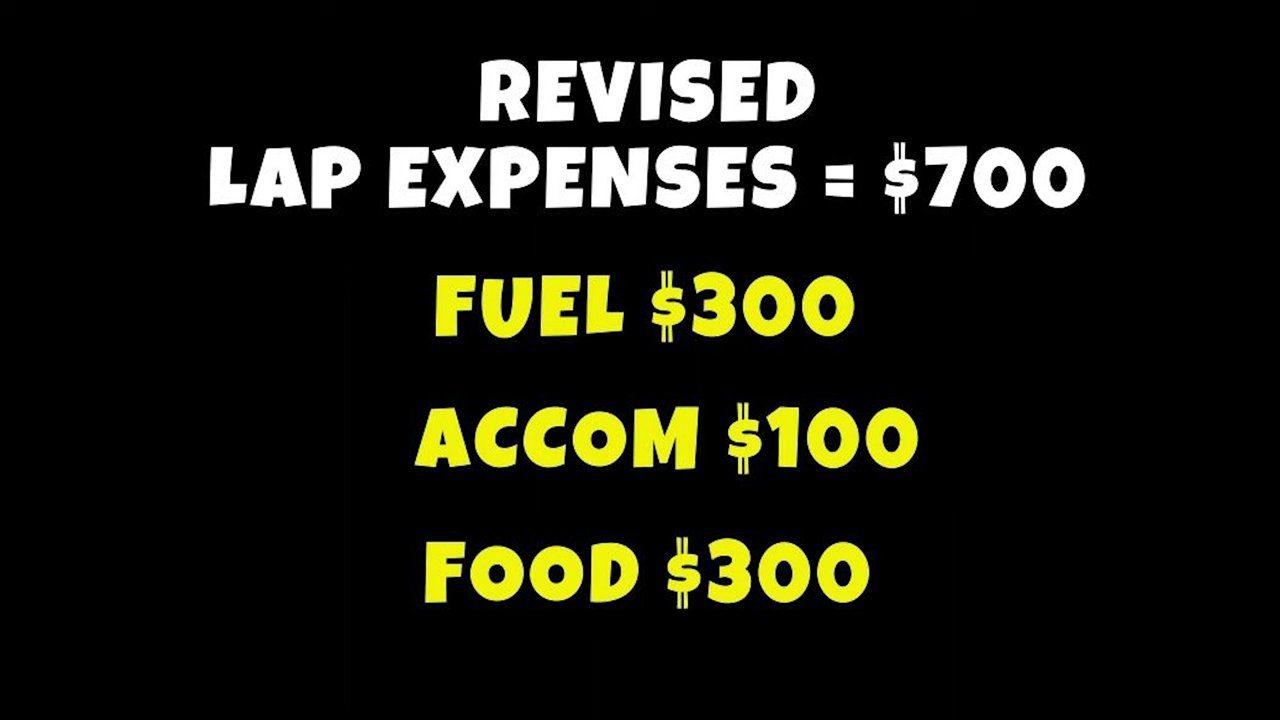 REVISED
LAP EXPENSES = $700
FUEL $300
ACCOM $100
FOOD $300